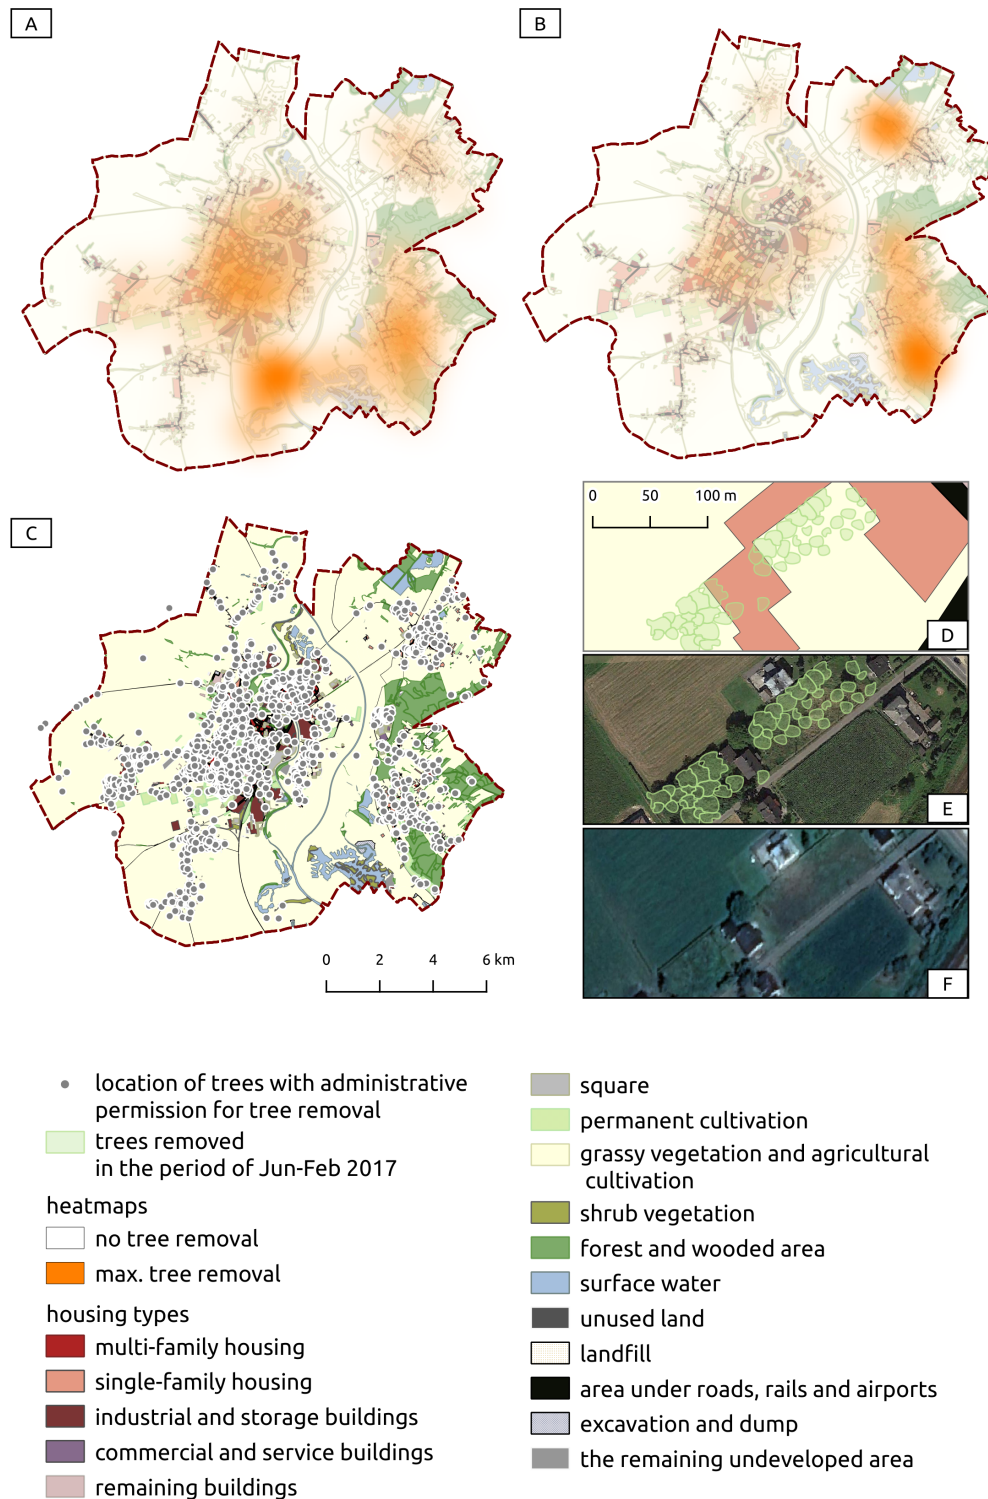 A
B
C
0 50 100 m
D
E
F
0 2 4 6 km
location of trees with administrative
permission for tree removal
trees removed
in the period of Jun-Feb 2017
heatmaps
no tree removal
max. tree removal
housing types
multi-family housing
single-family housing
industrial and storage buildings
commercial and service buildings
remaining buildings
square
permanent cultivation
grassy vegetation and agricultural
cultivation
shrub vegetation
forest and wooded area
surface water
unused land
landfill
area under roads, rails and airports
excavation and dump
the remaining undeveloped area